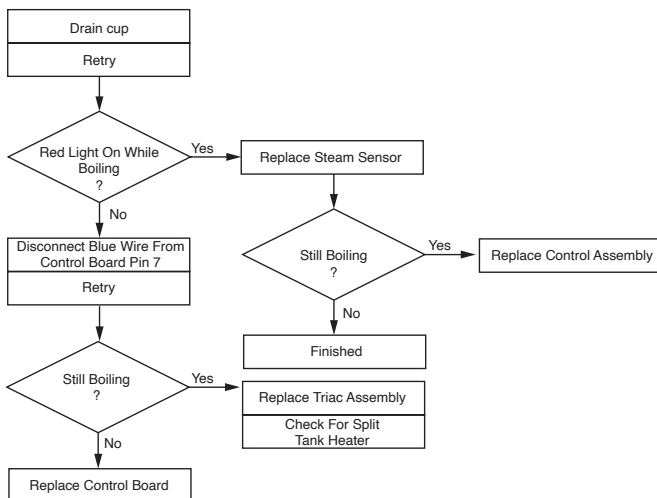 Drain cup
Retry
Red Light On While
Boiling
?
Yes
Replace Steam Sensor
No
Disconnect Blue Wire From
Control Board Pin 7
Retry
Still Boiling
?
Yes
Replace Control Assembly
No
Finished
Still Boiling
?
Yes
Replace Triac Assembly
Check For Split
Tank Heater
No
Replace Control Board